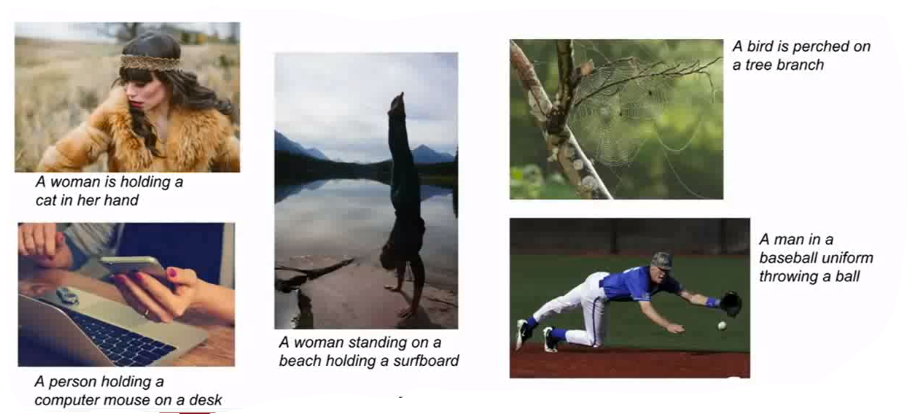 A woman is holding a
cat in her hand
A person holding a
computer mouse on a desk
A woman standing on a
beach holding a surfboard
A bird is perched on
a tree branch
A man in a
baseball uniform
throwing a ball